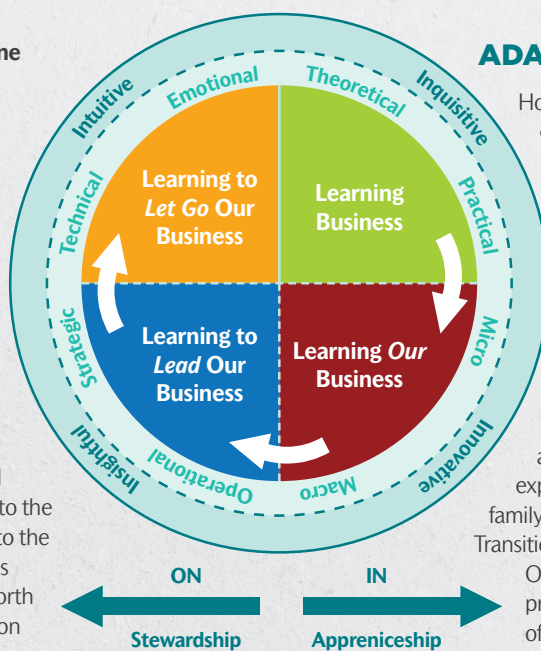 ne
ADA
Ho
Intuitive
Emotional
Theoretical
Inquisitive
Technical
Practical
Learning to
Let Go Our
Business
Learning
Business
Strategic
Micro
Learning to
Lead Our
Business
Learning Our
Business
Insightful
Operational
Macro
Innovative
to the
to the
s
orth
on
a
exp
family
Transitio
O
pr
of
ON
IN
Stewardship
Appreniceship